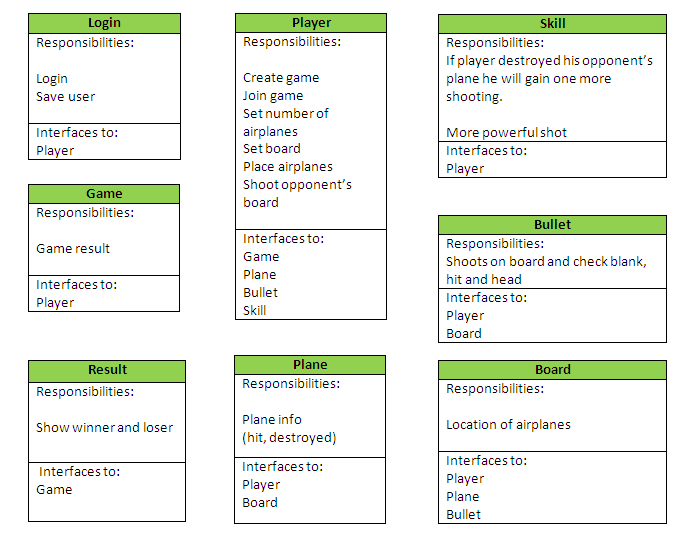 Login
Responsibilities:
Login
Save user
Interfaces to:
Player
Game
Responsibilities:
Game result
Interfaces to:
Player
Result
Responsibilities:
Show winner and loser
Interfaces to:
Game
Player
Responsibilities:
Create game
Join game
Set number of
airplanes
Set board
Place airplanes
Shoot opponent's
board
Interfaces to:
Game
Plane
Bullet
Skill
Plane
Responsibilities:
Plane info
(hit, destroyed)
Interfaces to:
Player
Board
Skill
Responsibilities:
If player destroyed his opponent's
plane he will gain one more
shooting.
More powerful shot
Interfaces to:
Player
Bullet
Responsibilities:
Shoots on board and check blank,
hit and head
Interfaces to:
Player
Board
Board
Responsibilities:
Location of airplanes
Interfaces to:
Player
Plane
Bullet